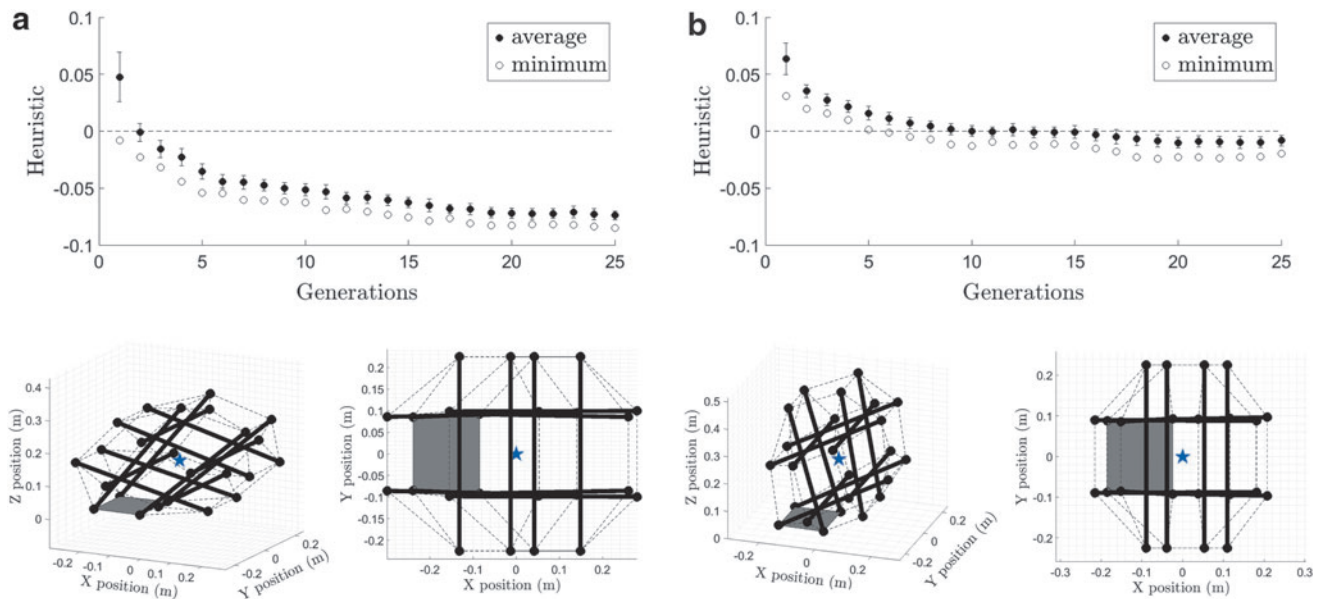 a
0.1
0.05
0
-0.05
-0.1
Heuristic
average
minimum
0 5 10 15 20 25
Generations
b
0.1
0.05
0
-0.05
-0.1
Heuristic
average
minimum
0 5 10 15 20 25
Generations
0.4
0.3
0.2
0.1
0
Z position (m)
-0.2 -0.1 0 0.1 0.2
X position (m)
-0.2 0 0.2
Y position (m)
0.2
0.15
0.1
0.05
0
-0.05
-0.1
-0.15
-0.2
Y position (m)
-0.2 -0.1 0 0.1 0.2
X position (m)
0.5
0.4
0.3
0.2
0.1
0
Z position (m)
-0.2 0 0.2
X position (m)
-0.2 0 0.2
Y position (m)
0.2
0.1
0
-0.1
-0.2
Y position (m)
-0.3 -0.2 -0.1 0 0.1 0.2 0.3
X position (m)